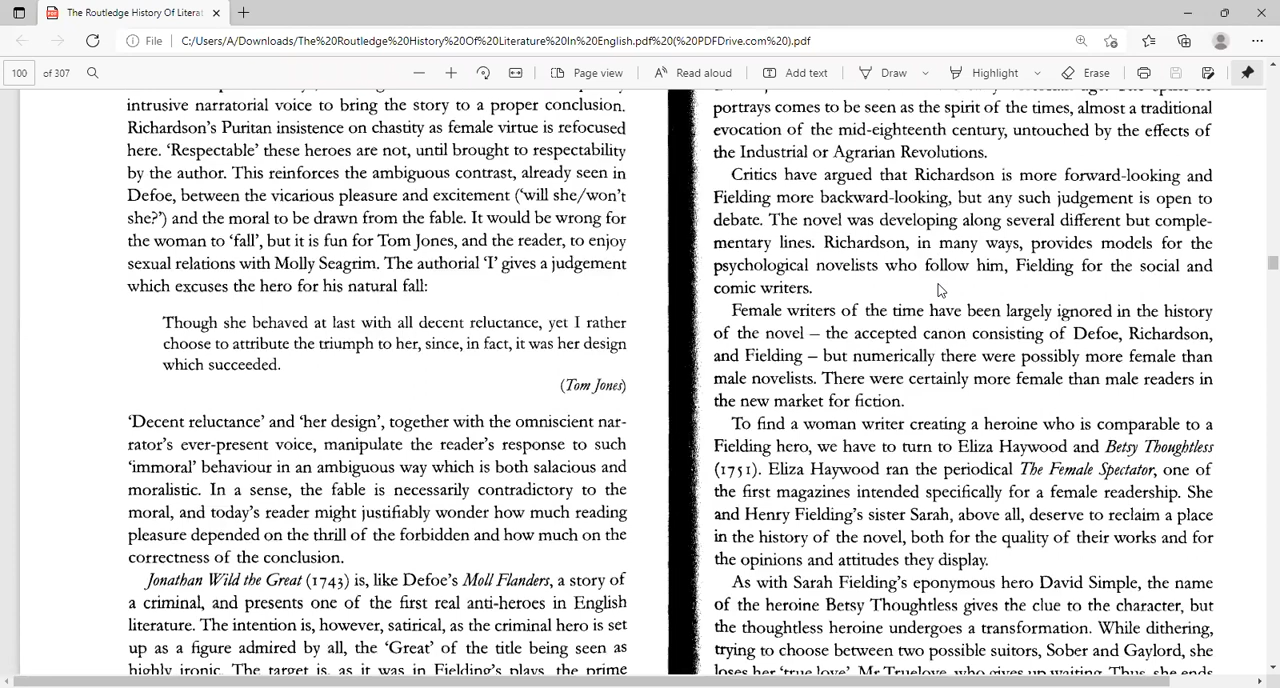 The Routledge History Of Litera
File
C:/Users/A/Downloads/The%20Routledge%20History%20Of%20Literature%20In%20English.pdf%20(%20PDFDrive.com%20).pdf
100 of 307
Page view
Read aloud
Add text
Draw
Highlight
Erase
intrusive narratorial voice to bring the story to a proper conclusion.
Richardson's Puritan insistence on chastity as female virtue is refocused
here. ‘Respectable’ these heroes are not, until brought to respectability
by the author. This reinforces the ambiguous contrast, already seen in
Defoe, between the vicarious pleasure and excitement (‘will she/won't
she?’) and the moral to be drawn from the fable. It would be wrong for
the woman to ‘fall’, but it is fun for Tom Jones, and the reader, to enjoy
sexual relations with Molly Seagrim. The authorial ‘I’ gives a judgement
which excuses the hero for his natural fall:
Though she behaved at last with all decent reluctance, yet I rather
choose to attribute the triumph to her, since, in fact, it was her design
which succeeded.
(Tom Jones)
‘Decent reluctance’ and ‘her design’, together with the omniscient nar-
rator's ever-present voice, manipulate the reader's response to such
‘immoral’ behaviour in an ambiguous way which is both salacious and
moralistic. In a sense, the fable is necessarily contradictory to the
moral, and today's reader might justifiably wonder how much reading
pleasure depended on the thrill of the forbidden and how much on the
correctness of the conclusion.
Jonathan Wild the Great (1743) is, like Defoe's Moll Flanders, a story of
a criminal, and presents one of the first real anti-heroes in English
literature. The intention is, however, satirical, as the criminal hero is set
up as a figure admired by all, the ‘Great’ of the title being seen as
highly ironic. The target is, as it was in Fielding's plays, the prime
portrays comes to be seen as the spirit of the times, almost a traditional
evocation of the mid-eighteenth century, untouched by the effects of
the Industrial or Agrarian Revolutions.
Critics have argued that Richardson is more forward-looking and
Fielding more backward-looking, but any such judgement is open to
debate. The novel was developing along several different but comple-
mentary lines. Richardson, in many ways, provides models for the
psychological novelists who follow him, Fielding for the social and
comic writers.
Female writers of the time have been largely ignored in the history
of the novel – the accepted canon consisting of Defoe, Richardson,
and Fielding – but numerically there were possibly more female than
male novelists. There were certainly more female than male readers in
the new market for fiction.
To find a woman writer creating a heroine who is comparable to a
Fielding hero, we have to turn to Eliza Haywood and Betsy Thoughtless
(1751). Eliza Haywood ran the periodical The Female Spectator, one of
the first magazines intended specifically for a female readership. She
and Henry Fielding's sister Sarah, above all, deserve to reclaim a place
in the history of the novel, both for the quality of their works and for
the opinions and attitudes they display.
As with Sarah Fielding's eponymous hero David Simple, the name
of the heroine Betsy Thoughtless gives the clue to the character, but
the thoughtless heroine undergoes a transformation. While dithering,
trying to choose between two possible suitors, Sober and Gaylord, she
loses her ‘true love’, Mr Truelove, who gives up waiting. Thus, she ends